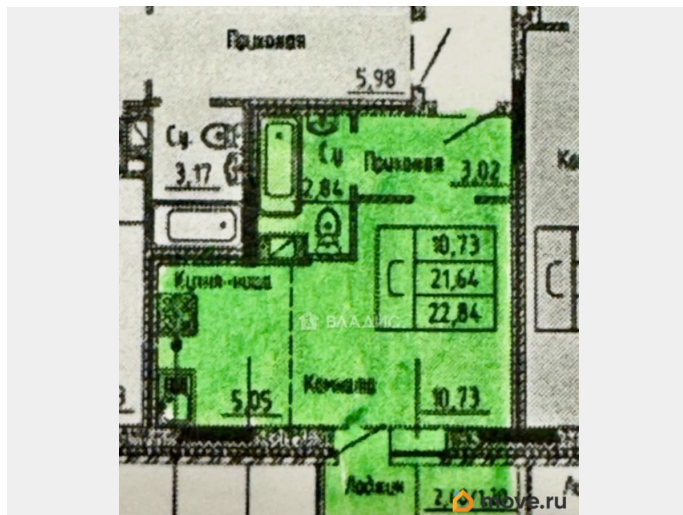 Прихожая
5,98
Су.
3,17
Су
2,84
Прихожая
3,02
С
10,73
21,64
22,84
Кухня-ниша
ВЛАДИС
5,05
Комната
10,73
Лоджия
move.ru